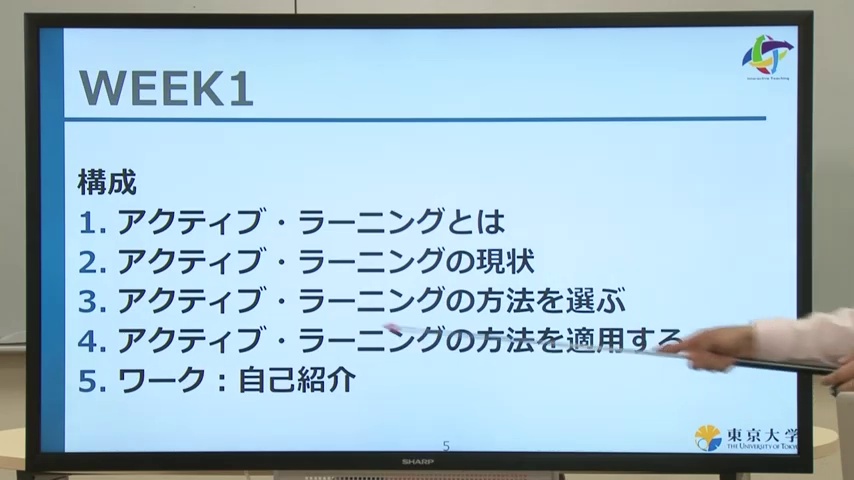 WEEK1
構成
1. アクティブ・ラーニングとは
2. アクティブ・ラーニングの現状
3. アクティブ・ラーニングの方法を選ぶ
4. アクティブ・ラーニングの方法を適用する
5. ワーク：自己紹介
5
東京大学
THE UNIVERSITY OF TOKYO
Interactive Teaching
SHARP